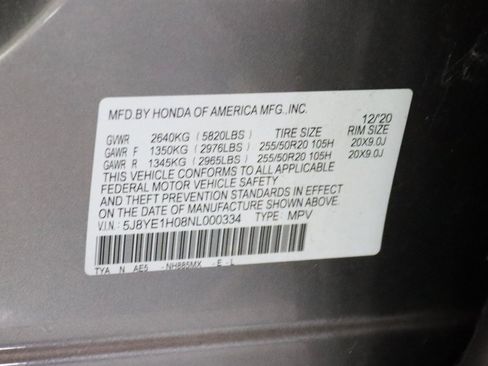 MFD. BY HONDA OF AMERICA MFG., INC. 12/20
GVWR 2640KG (5820LBS) TIRE SIZE RIM SIZE
GAWR F 1350KG (2976LBS) 255/50R20 105H 20X9.0J
GAWR R 1345KG (2965LBS) 255/50R20 105H 20X9.0J
THIS VEHICLE CONFORMS TO ALL APPLICABLE
FEDERAL MOTOR VEHICLE SAFETY
AND THEFT PREVENTION STANDARDS IN EFFECT
ON THE DATE OF MANUFACTURE SHOWN ABOVE.
V.I.N.: 5J8YE1H08NL000334 TYPE: MPV
TYA N AE5 -NH885MX -E -L